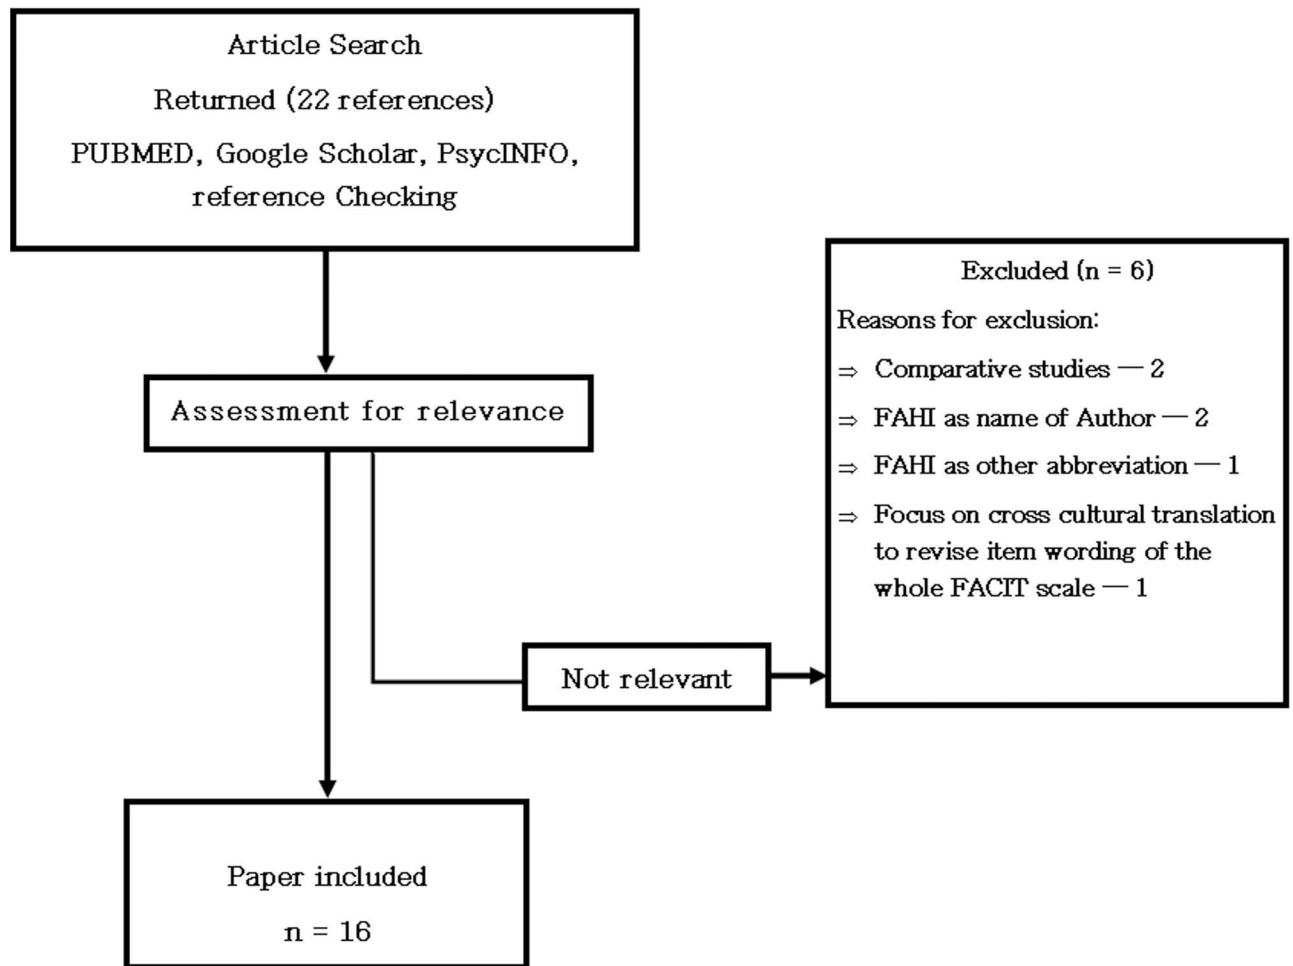 Article Search
Returned (22 references)
PUBMED, Google Scholar, PsycINFO,
reference Checking
Assessment for relevance
Excluded (n = 6)
Reasons for exclusion:
⇒ Comparative studies — 2
⇒ FAHI as name of Author — 2
⇒ FAHI as other abbreviation — 1
⇒ Focus on cross cultural translation
to revise item wording of the
whole FACIT scale — 1
Not relevant
Paper included
n = 16